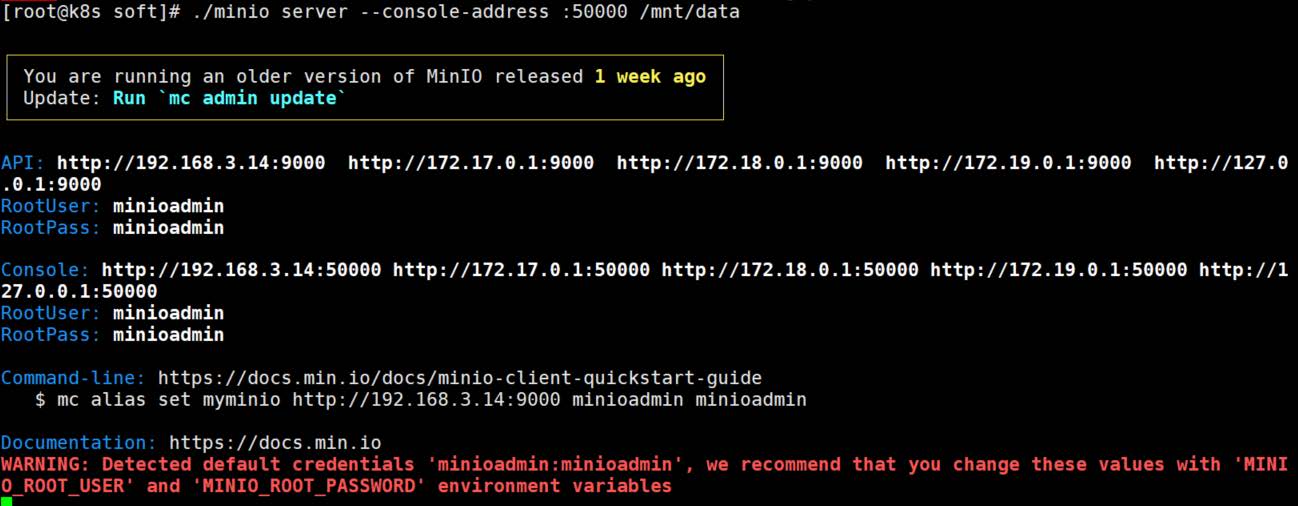 [root@k8s soft]# ./minio server --console-address :50000 /mnt/data
You are running an older version of MinIO released 1 week ago
Update: Run `mc admin update`
API: http://192.168.3.14:9000  http://172.17.0.1:9000  http://172.18.0.1:9000  http://172.19.0.1:9000  http://127.0
.0.1:9000
RootUser: minioadmin
RootPass: minioadmin
Console: http://192.168.3.14:50000 http://172.17.0.1:50000 http://172.18.0.1:50000 http://172.19.0.1:50000 http://1
27.0.0.1:50000
RootUser: minioadmin
RootPass: minioadmin
Command-line: https://docs.min.io/docs/minio-client-quickstart-guide
   $ mc alias set myminio http://192.168.3.14:9000 minioadmin minioadmin
Documentation: https://docs.min.io
WARNING: Detected default credentials 'minioadmin:minioadmin', we recommend that you change these values with 'MINI
O_ROOT_USER' and 'MINIO_ROOT_PASSWORD' environment variables